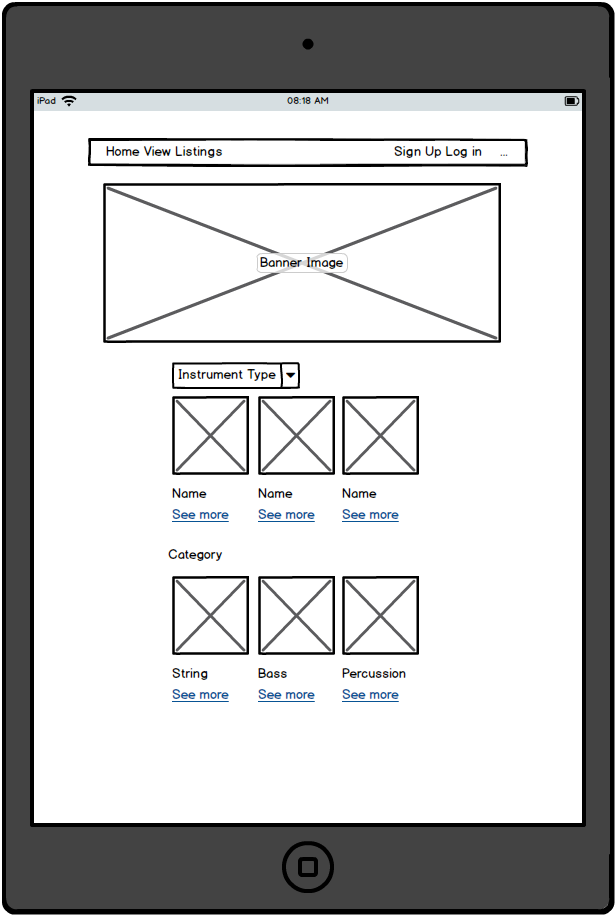 iPad 08:18 AM
Home View Listings Sign Up Log in ...
Banner Image
Instrument Type
Name Name Name
See more See more See more
Category
String Bass Percussion
See more See more See more